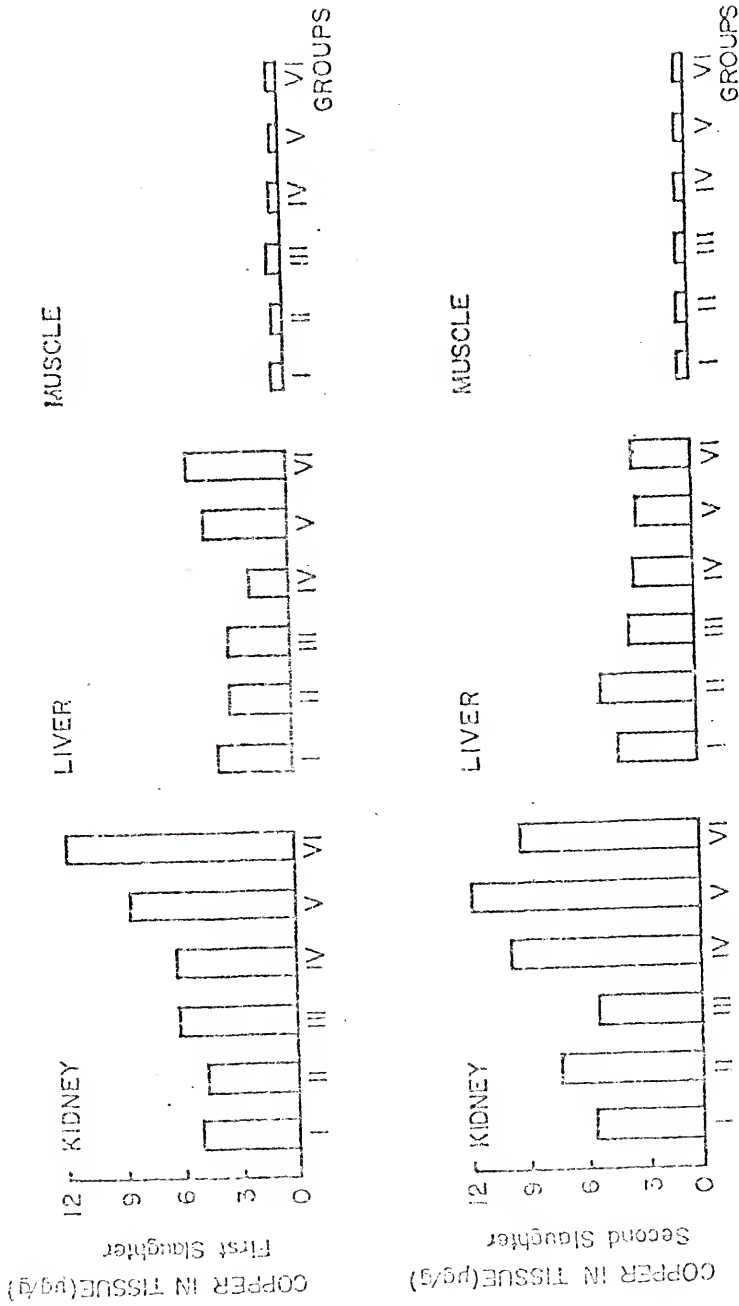 COPPER IN TISSUE(µg/g)
First Slaughter
12
9
6
3
0
KIDNEY
I II III IV V VI
LIVER
I II III IV V VI
MUSCLE
I II III IV V VI
GROUPS
COPPER IN TISSUE(µg/g)
Second Slaughter
12
9
6
3
0
KIDNEY
I II III IV V VI
LIVER
I II III IV V VI
MUSCLE
I II III IV V VI
GROUPS